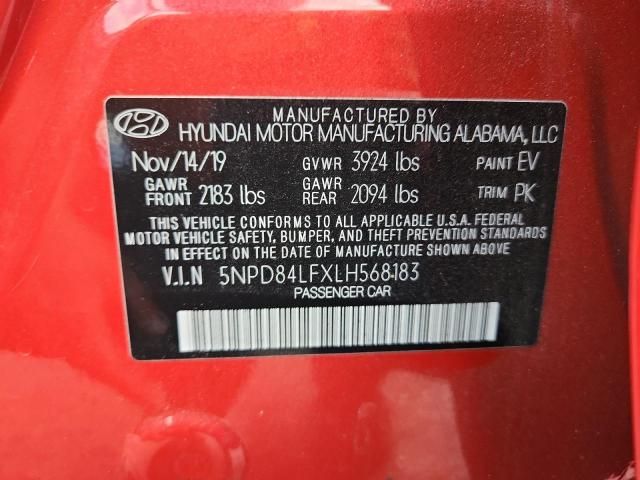 MANUFACTURED BY
HYUNDAI MOTOR MANUFACTURING ALABAMA, LLC
Nov/14/19 GVWR 3924 lbs PAINT EV
GAWR FRONT 2183 lbs GAWR REAR 2094 lbs TRIM PK
THIS VEHICLE CONFORMS TO ALL APPLICABLE U.S.A. FEDERAL
MOTOR VEHICLE SAFETY, BUMPER, AND THEFT PREVENTION STANDARDS
IN EFFECT ON THE DATE OF MANUFACTURE SHOWN ABOVE.
V.I.N 5NPD84LFXLH568183
PASSENGER CAR